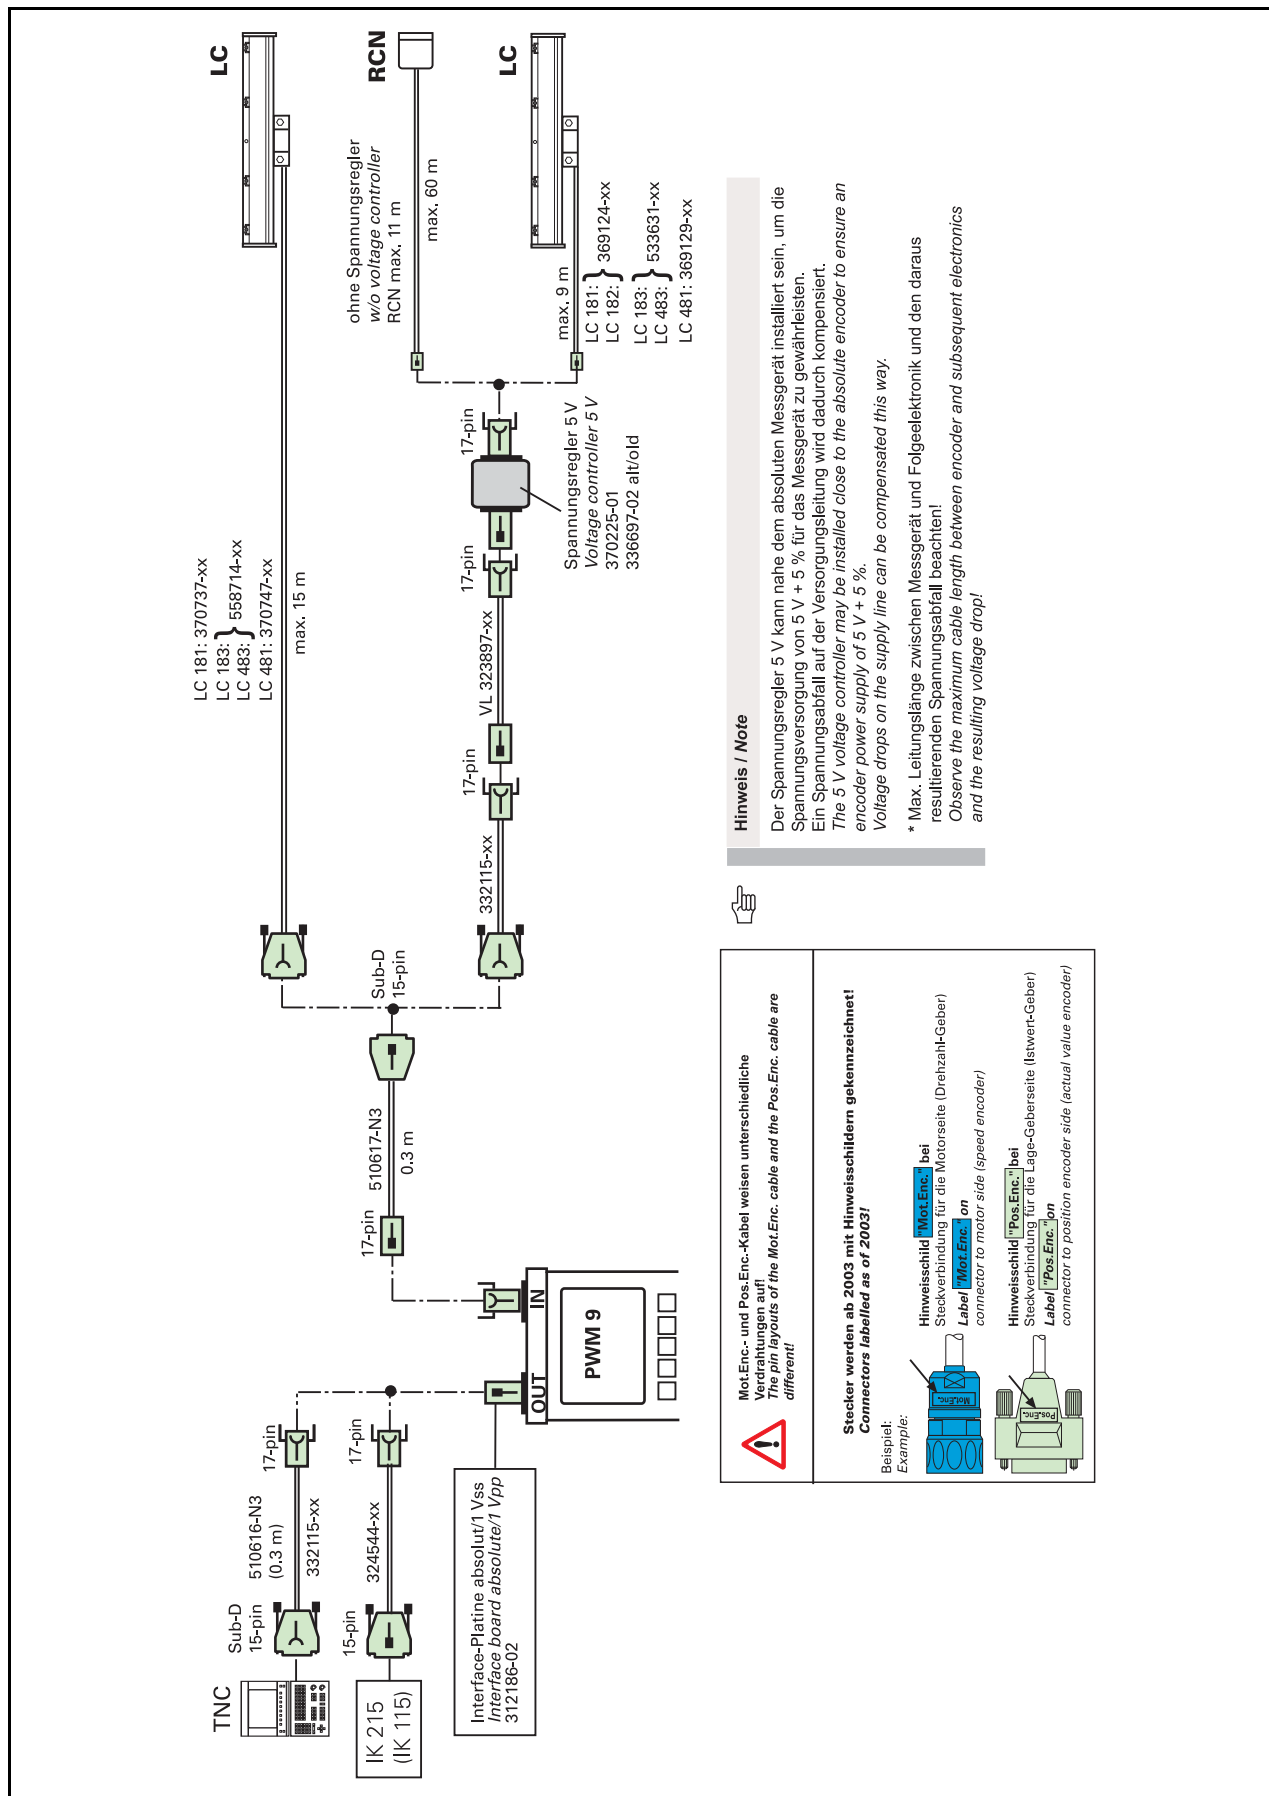 TNC
Sub-D
15-pin
510616-N3
(0.3 m)
332115-xx
17-pin
IK 215
(IK 115)
15-pin
324544-xx
17-pin
Interface-Platine absolut/1 Vss
Interface board absolute/1 Vpp
312186-02
OUT
IN
PWM 9
17-pin
510617-N3
0.3 m
Sub-D
15-pin
LC 181: 370737-xx
LC 183:
LC 483:
558714-xx
LC 481: 370747-xx
max. 15 m
LC
332115-xx
17-pin
VL 323897-xx
17-pin
17-pin
Spannungsregler 5 V
Voltage controller 5 V
370225-01
336697-02 alt/old
ohne Spannungsregler
w/o voltage controller
RCN max. 11 m
max. 60 m
RCN
max. 9 m
LC 181:
LC 182:
369124-xx
LC 183:
LC 483:
533631-xx
LC 481: 369129-xx
LC
Mot.Enc.- und Pos.Enc.-Kabel weisen unterschiedliche
Verdrahtungen auf!
The pin layouts of the Mot.Enc. cable and the Pos.Enc. cable are
different!
Stecker werden ab 2003 mit Hinweisschildern gekennzeichnet!
Connectors labelled as of 2003!
Beispiel:
Example:
Mot.Enc.
Hinweisschild "Mot.Enc." bei
Steckverbindung für die Motorseite (Drehzahl-Geber)
Label "Mot.Enc." on
connector to motor side (speed encoder)
Pos.Enc.
Hinweisschild "Pos.Enc." bei
Steckverbindung für die Lage-Geberseite (Istwert-Geber)
Label "Pos.Enc." on
connector to position encoder side (actual value encoder)
Hinweis / Note
Der Spannungsregler 5 V kann nahe dem absoluten Messgerät installiert sein, um die
Spannungsversorgung von 5 V + 5 % für das Messgerät zu gewährleisten.
Ein Spannungsabfall auf der Versorgungsleitung wird dadurch kompensiert.
The 5 V voltage controller may be installed close to the absolute encoder to ensure an
encoder power supply of 5 V + 5 %.
Voltage drops on the supply line can be compensated this way.
* Max. Leitungslänge zwischen Messgerät und Folgeelektronik und den daraus
resultierenden Spannungsabfall beachten!
Observe the maximum cable length between encoder and subsequent electronics
and the resulting voltage drop!